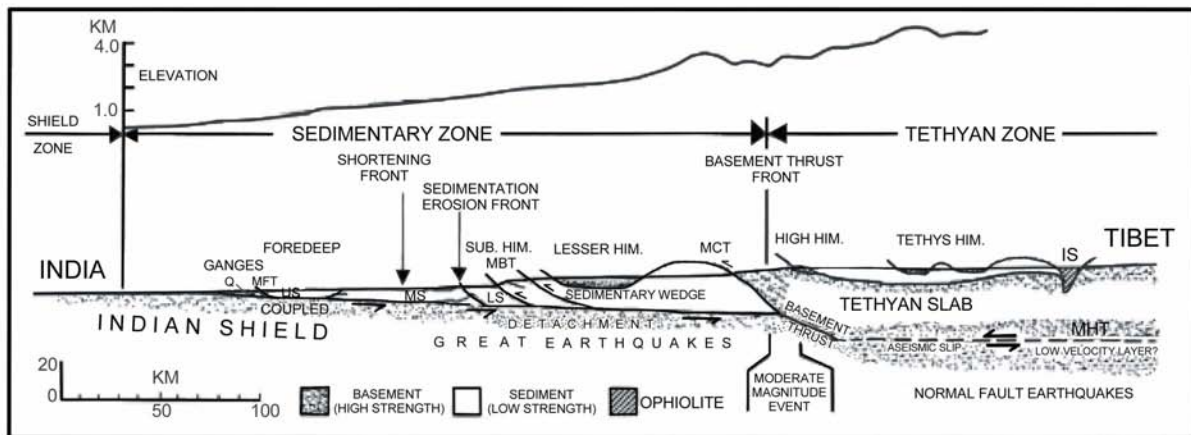 KM
4.0
ELEVATION
1.0
SHIELD
ZONE
SEDIMENTARY ZONE
TETHYAN ZONE
SHORTENING
FRONT
BASEMENT THRUST
FRONT
SEDIMENTATION
EROSION FRONT
FOREDEEP
SUB. HIM.
MBT
LESSER HIM.
MCT
HIGH HIM.
TETHYS HIM.
IS
TIBET
INDIA
GANGES
Q
MFT
US
COUPLED
MS
LS
SEDIMENTARY WEDGE
TETHYAN SLAB
INDIAN SHIELD
DETACHMENT
GREAT EARTHQUAKES
BASEMENT
THRUST
ASEISMIC SLIP
MHT
LOW VELOCITY LAYER?
20
0
KM
50
100
BASEMENT
(HIGH STRENGTH)
SEDIMENT
(LOW STRENGTH)
OPHIOLITE
MODERATE
MAGNITUDE
EVENT
NORMAL FAULT EARTHQUAKES